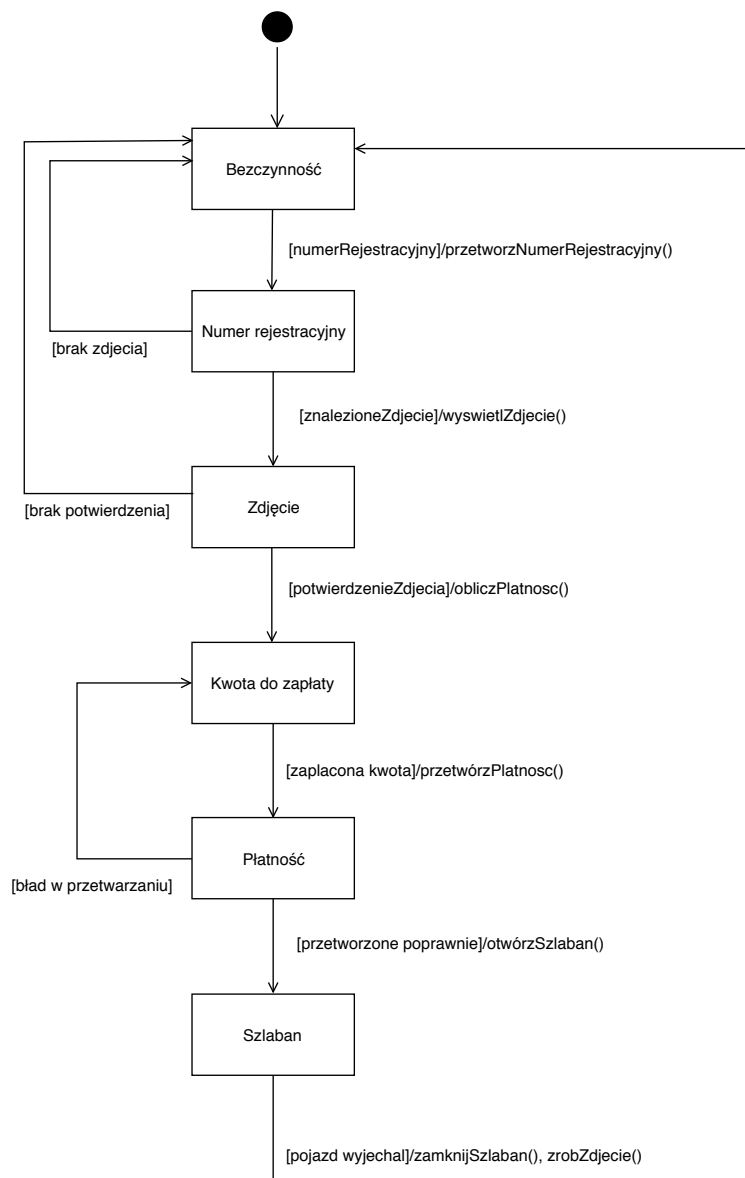 Bezczynność
[numerRejestracyjny]/przetworzNumerRejestracyjny()
Numer rejestracyjny
[brak zdjecia]
[znalezioneZdjecie]/wyswietlZdjecie()
Zdjęcie
[brak potwierdzenia]
[potwierdzenieZdjecia]/obliczPlatnosc()
Kwota do zapłaty
[zaplacona kwota]/przetwórzPlatnosc()
Płatność
[bład w przetwarzaniu]
[przetworzone poprawnie]/otwórzSzlaban()
Szlaban
[pojazd wyjechal]/zamknijSzlaban(), zrobZdjecie()